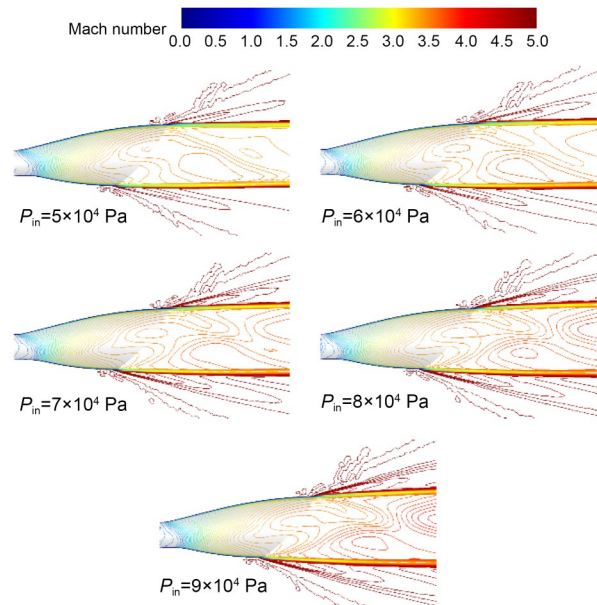 Mach number
0.0 0.5 1.0 1.5 2.0 2.5 3.0 3.5 4.0 4.5 5.0
Pin=5×10⁴ Pa
Pin=6×10⁴ Pa
Pin=7×10⁴ Pa
Pin=8×10⁴ Pa
Pin=9×10⁴ Pa